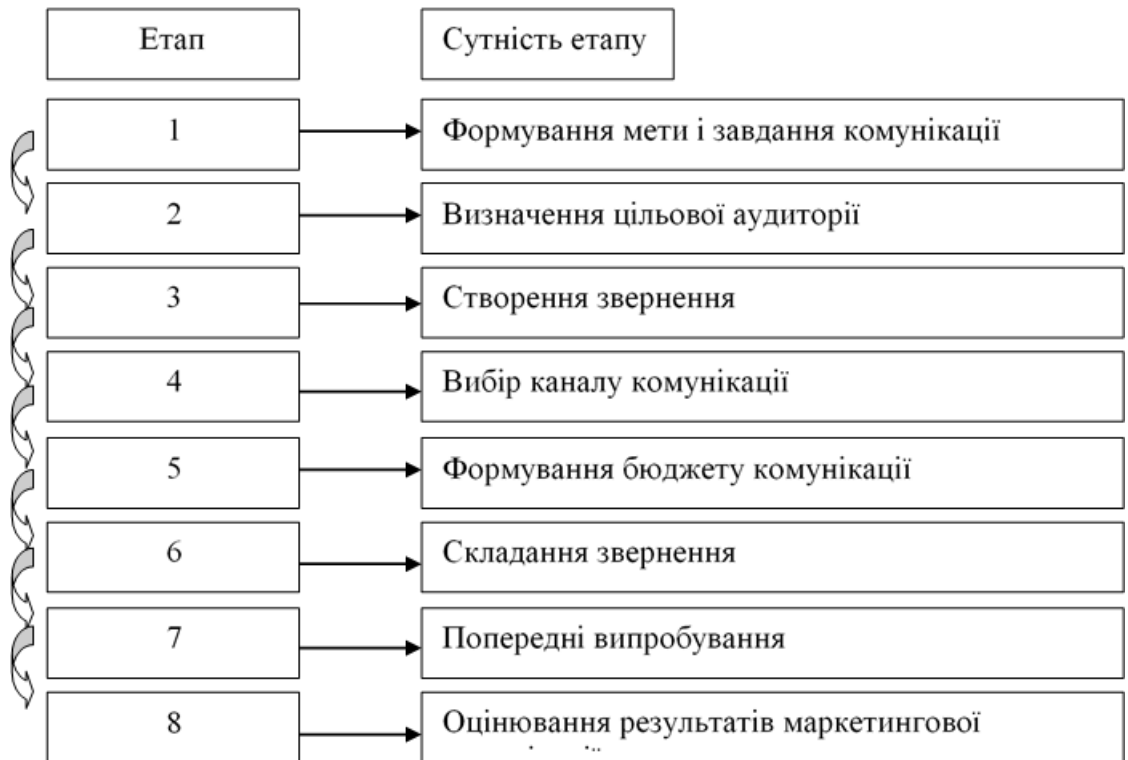 Етап Сутність етапу
1 Формування мети і завдання комунікації
2 Визначення цільової аудиторії
3 Створення звернення
4 Вибір каналу комунікації
5 Формування бюджету комунікації
6 Складання звернення
7 Попередні випробування
8 Оцінювання результатів маркетингової